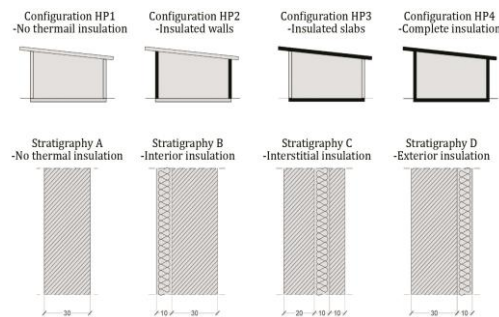 Configuration HP1
-No thermail insulation
Configuration HP2
-Insulated walls
Configuration HP3
-Insulated slabs
Configuration HP4
-Complete insulation
Stratigraphy A
-No thermal insulation
Stratigraphy B
-Interior insulation
Stratigraphy C
-Interstitial insulation
Stratigraphy D
-Exterior insulation
30
10 30
20 10 10
30 10